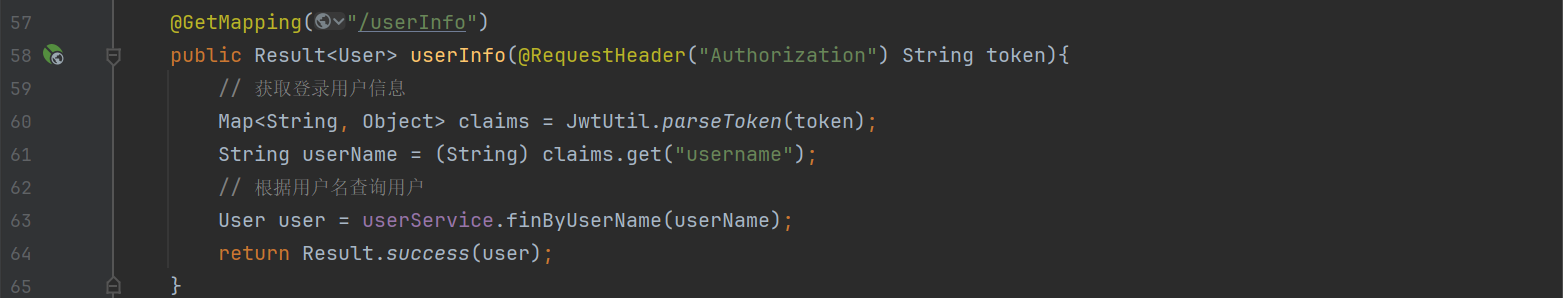 57 @GetMapping("/userInfo")
58 public Result<User> userInfo(@RequestHeader("Authorization") String token){
59 // 获取登录用户信息
60 Map<String, Object> claims = JwtUtil.parseToken(token);
61 String userName = (String) claims.get("username");
62 // 根据用户名查询用户
63 User user = userService.finByUserName(userName);
64 return Result.success(user);
65 }